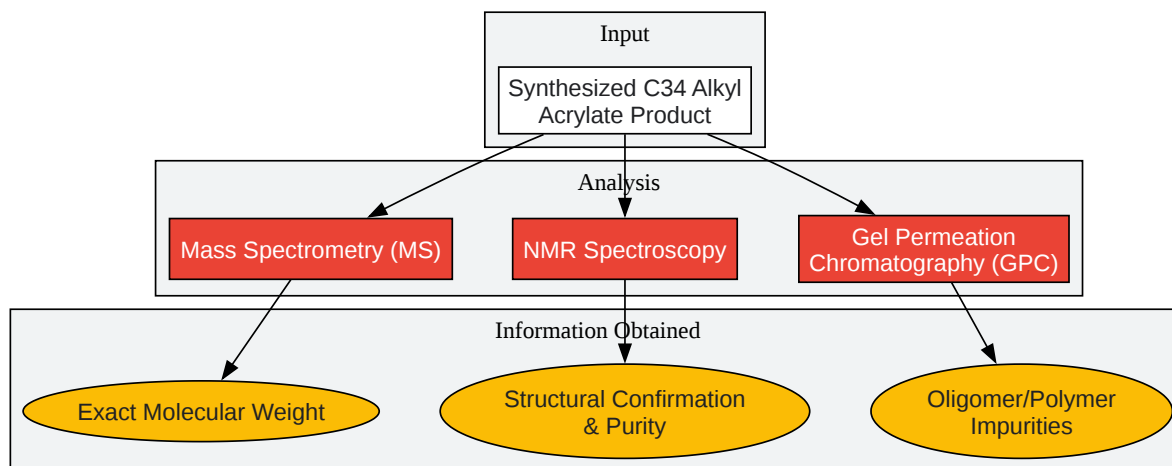 Input
Synthesized C34 Alkyl
Acrylate Product
Analysis
Mass Spectrometry (MS)
NMR Spectroscopy
Gel Permeation
Chromatography (GPC)
Information Obtained
Exact Molecular Weight
Structural Confirmation
& Purity
Oligomer/Polymer
Impurities